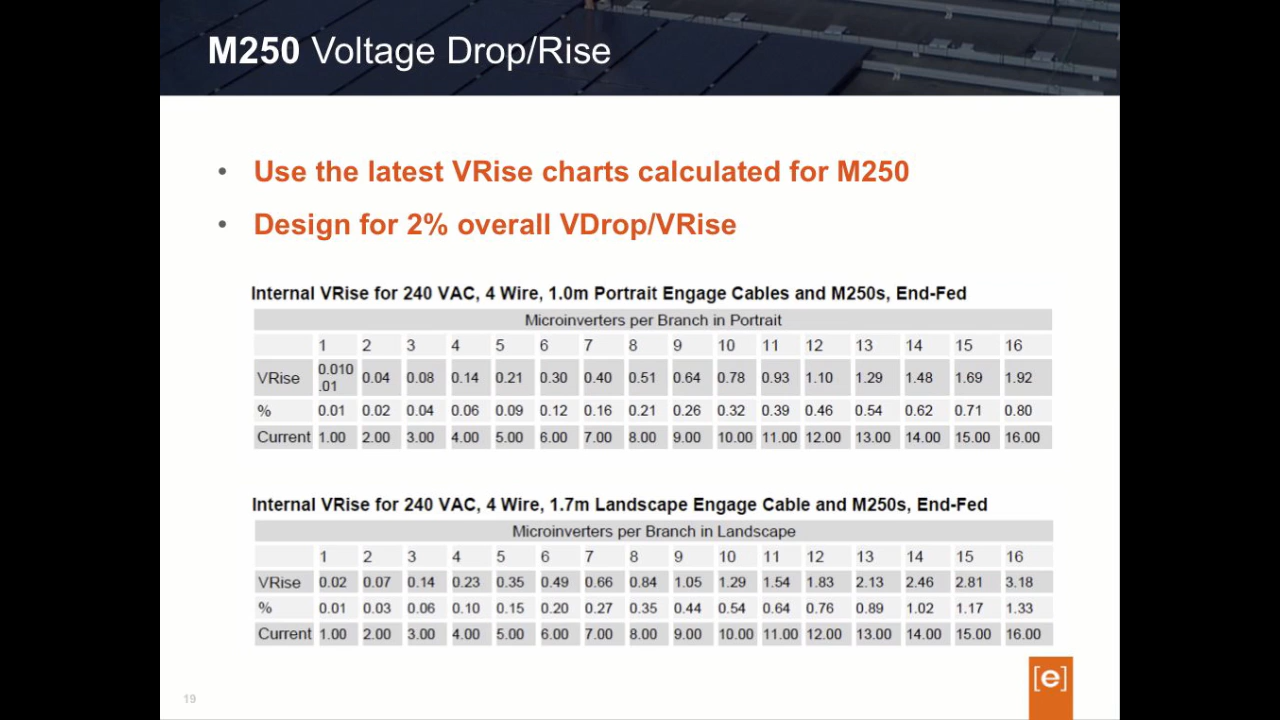 M250 Voltage Drop/Rise
• Use the latest VRise charts calculated for M250
• Design for 2% overall VDrop/VRise
Internal VRise for 240 VAC, 4 Wire, 1.0m Portrait Engage Cables and M250s, End-Fed
Microinverters per Branch in Portrait
1 2 3 4 5 6 7 8 9 10 11 12 13 14 15 16
VRise 0.010 .01 0.04 0.08 0.14 0.21 0.30 0.40 0.51 0.64 0.78 0.93 1.10 1.29 1.48 1.69 1.92
% 0.01 0.02 0.04 0.06 0.09 0.12 0.16 0.21 0.26 0.32 0.39 0.46 0.54 0.62 0.71 0.80
Current 1.00 2.00 3.00 4.00 5.00 6.00 7.00 8.00 9.00 10.00 11.00 12.00 13.00 14.00 15.00 16.00
Internal VRise for 240 VAC, 4 Wire, 1.7m Landscape Engage Cable and M250s, End-Fed
Microinverters per Branch in Landscape
1 2 3 4 5 6 7 8 9 10 11 12 13 14 15 16
VRise 0.02 0.07 0.14 0.23 0.35 0.49 0.66 0.84 1.05 1.29 1.54 1.83 2.13 2.46 2.81 3.18
% 0.01 0.03 0.06 0.10 0.15 0.20 0.27 0.35 0.44 0.54 0.64 0.76 0.89 1.02 1.17 1.33
Current 1.00 2.00 3.00 4.00 5.00 6.00 7.00 8.00 9.00 10.00 11.00 12.00 13.00 14.00 15.00 16.00
[e]
19